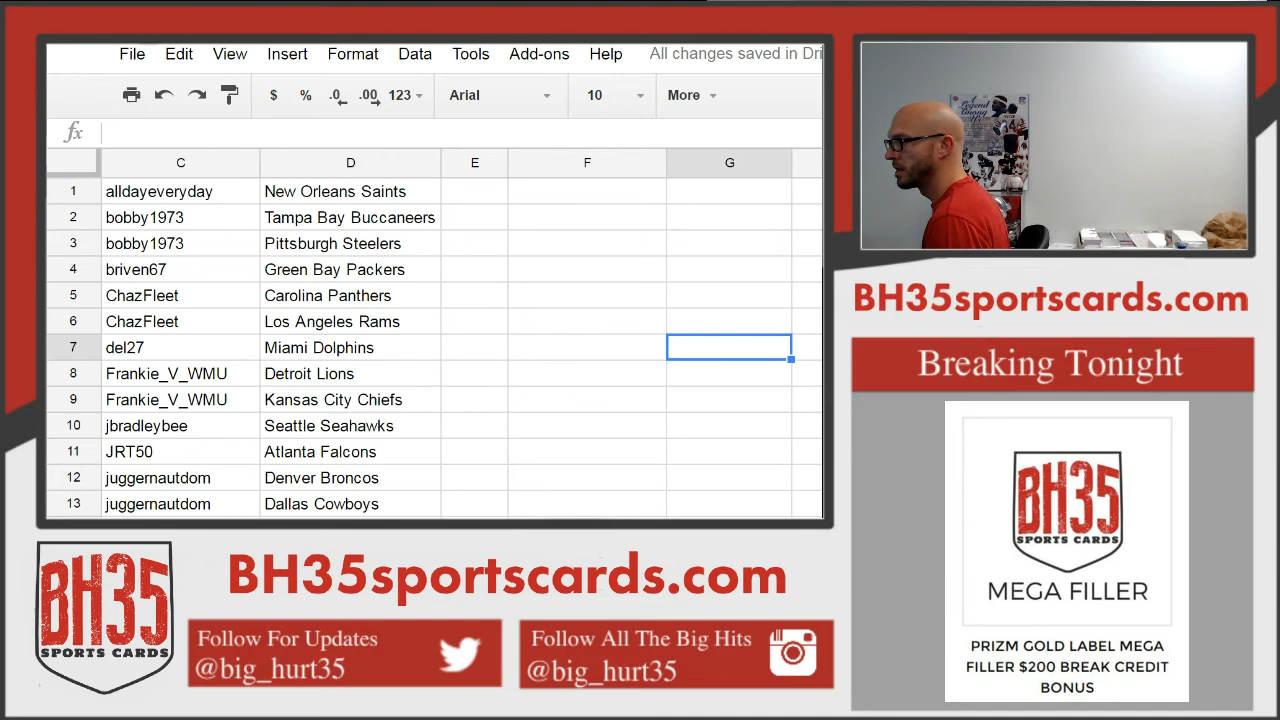 File Edit View Insert Format Data Tools Add-ons Help All changes saved in Dri
$ % .0 .00 123 Arial 10 More
fx
C D E F G
1 alldayeveryday New Orleans Saints
2 bobby1973 Tampa Bay Buccaneers
3 bobby1973 Pittsburgh Steelers
4 briven67 Green Bay Packers
5 ChazFleet Carolina Panthers
6 ChazFleet Los Angeles Rams
7 del27 Miami Dolphins
8 Frankie_V_WMU Detroit Lions
9 Frankie_V_WMU Kansas City Chiefs
10 jbradleybee Seattle Seahawks
11 JRT50 Atlanta Falcons
12 juggernautdom Denver Broncos
13 juggernautdom Dallas Cowboys
BH35
SPORTS CARDS
BH35sportscards.com
Follow For Updates
@big_hurt35
Follow All The Big Hits
@big_hurt35
A Legend
Among
BH35sportscards.com
Breaking Tonight
BH35
SPORTS CARDS
MEGA FILLER
PRIZM GOLD LABEL MEGA
FILLER $200 BREAK CREDIT
BONUS